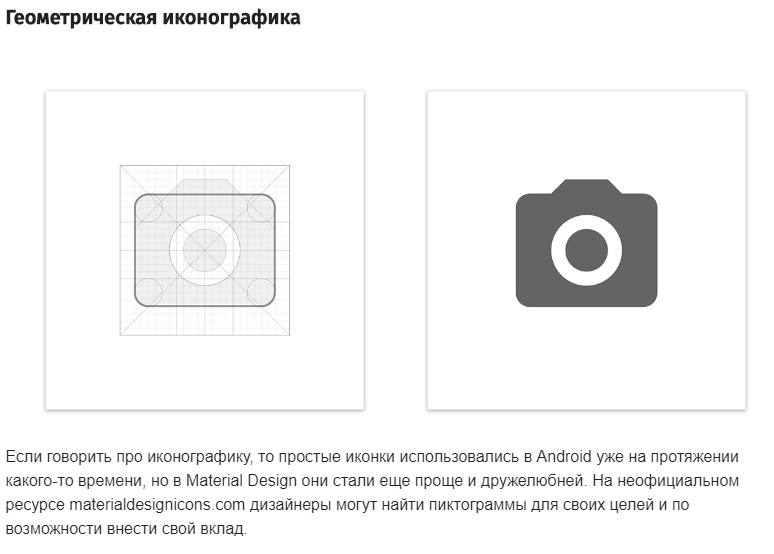 Геометрическая иконографика
Если говорить про иконографику, то простые иконки использовались в Android уже на протяжении
какого-то времени, но в Material Design они стали еще проще и дружелюбней. На неофициальном
ресурсе materialdesignicons.com дизайнеры могут найти пиктограммы для своих целей и по
возможности внести свой вклад.